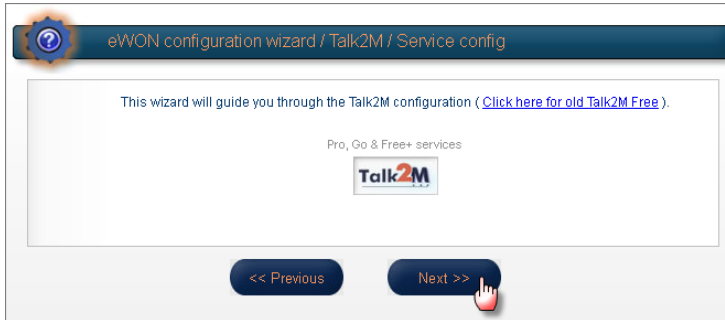 eWON configuration wizard / Talk2M / Service config
This wizard will guide you through the Talk2M configuration ( Click here for old Talk2M Free ).
Pro, Go & Free+ services
Talk2M
<< Previous
Next >>